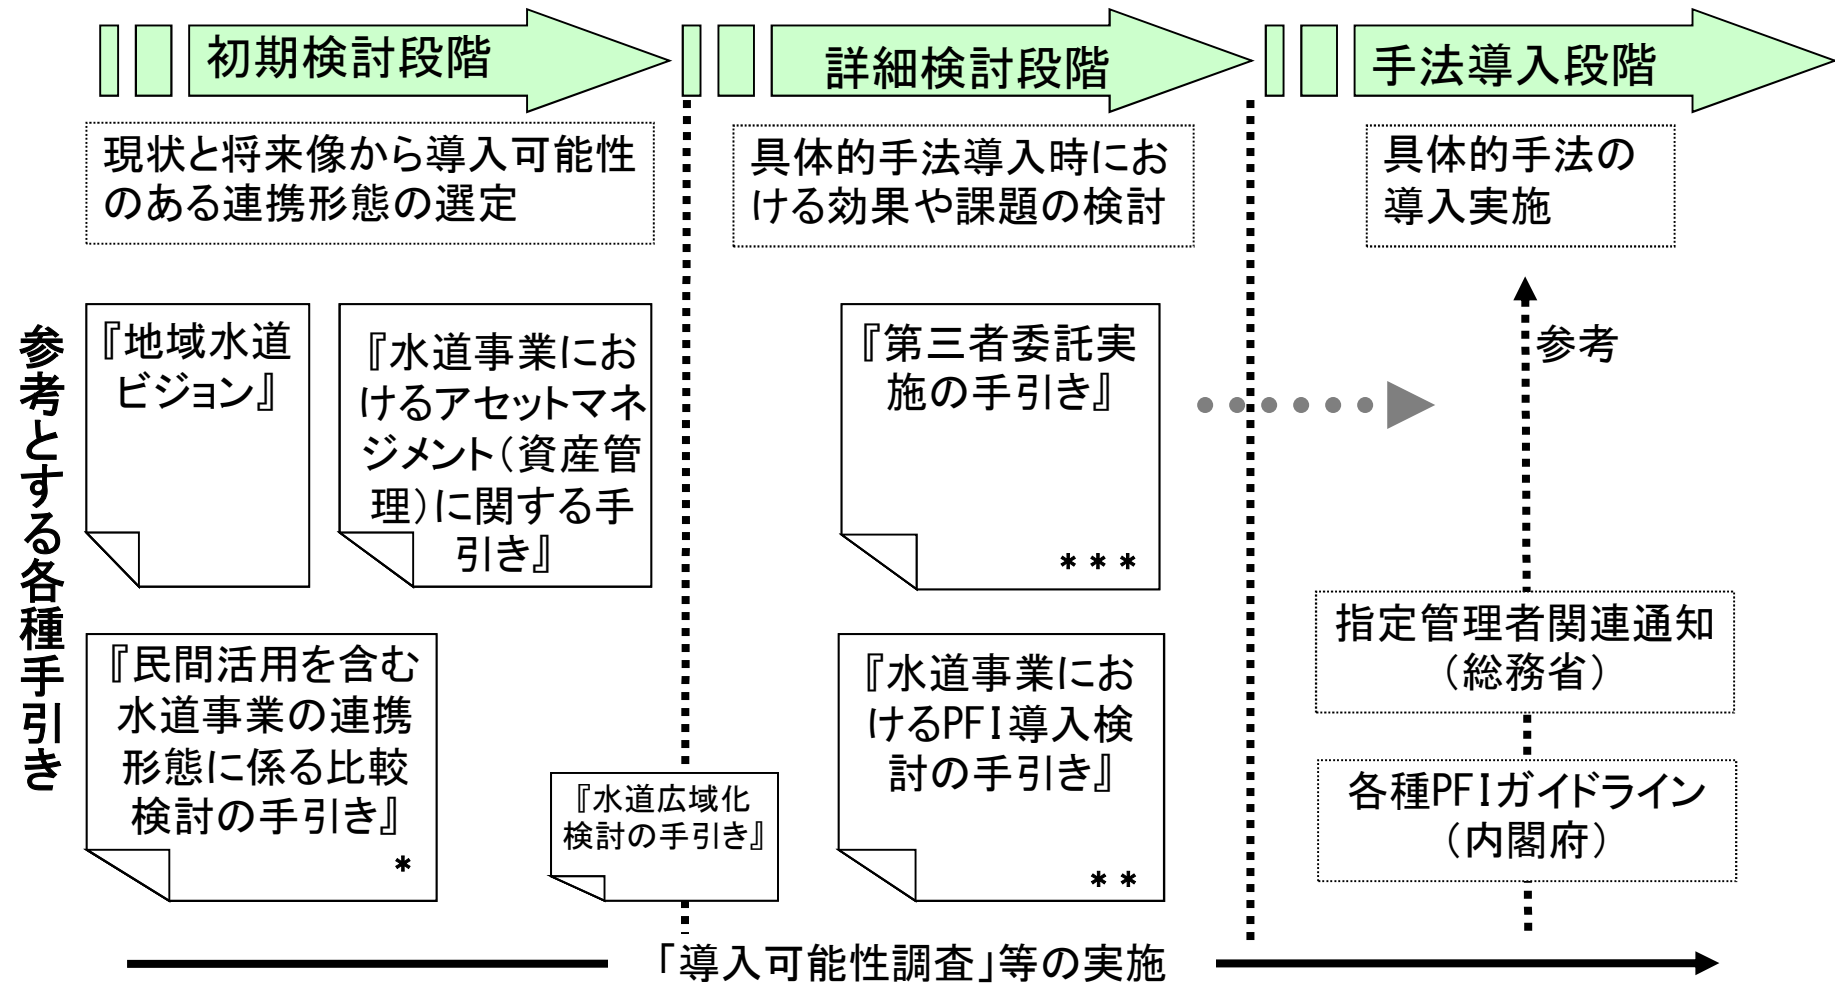 初期検討段階
詳細検討段階
手法導入段階
現状と将来像から導入可能性
のある連携形態の選定
具体的手法導入時にお
ける効果や課題の検討
具体的手法の
導入実施
参考とする各種手引き
『地域水道
ビジョン』
『水道事業にお
けるアセットマネ
ジメント（資産管
理）に関する手
引き』
『第三者委託実
施の手引き』
＊＊＊
参考
『民間活用を含む
水道事業の連携
形態に係る比較
検討の手引き』
＊
『水道広域化
検討の手引き』
『水道事業にお
けるPFI導入検
討の手引き』
＊＊
指定管理者関連通知
（総務省）
各種PFIガイドライン
（内閣府）
「導入可能性調査」等の実施